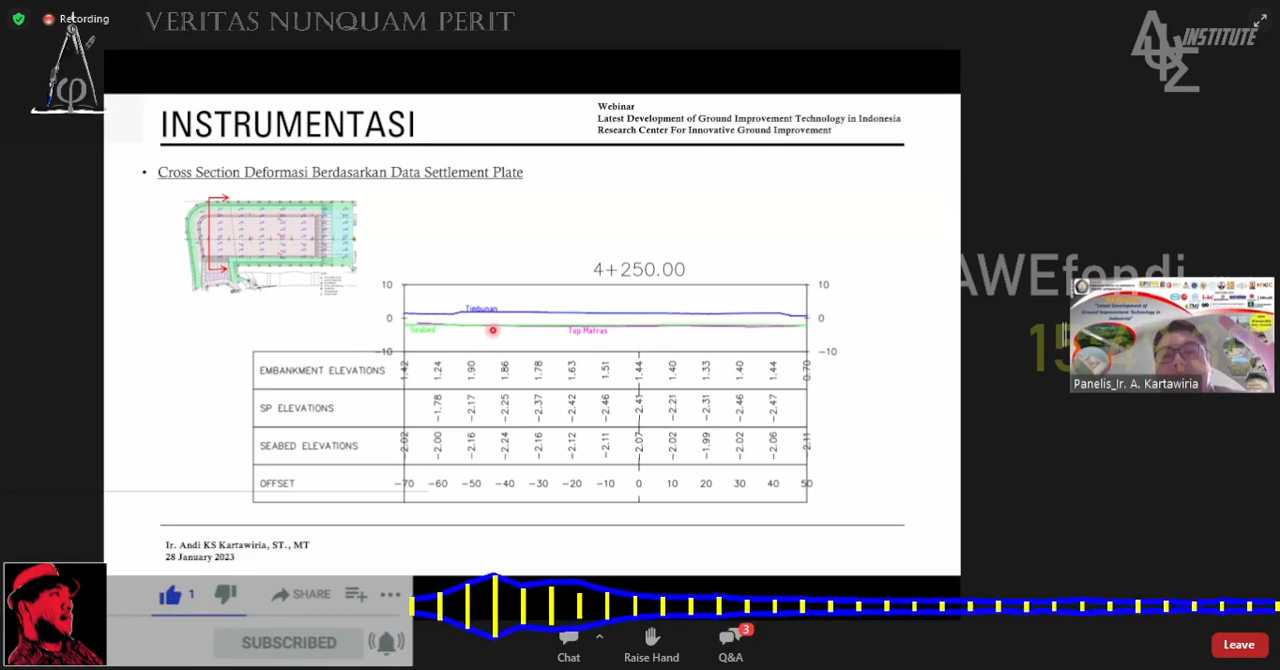 Recording
VERITAS NUNQUAM PERIT
INSTITUTE
φ
INSTRUMENTASI
Webinar
Latest Development of Ground Improvement Technology in Indonesia
Research Center For Innovative Ground Improvement
• Cross Section Deformasi Berdasarkan Data Settlement Plate
4+250.00
10 10
Timbunan
0 0
Seabed Top Matras
-10 -10
EMBANKMENT ELEVATIONS 1.42 1.24 1.90 1.86 1.78 1.63 1.51 1.44 1.40 1.33 1.40 1.44 0.70
SP ELEVATIONS -1.78 -2.17 -2.25 -2.37 -2.42 -2.46 -2.41 -2.21 -2.31 -2.46 -2.47
SEABED ELEVATIONS -2.02 -2.00 -2.16 -2.24 -2.16 -2.12 -2.11 -2.07 -2.02 -1.99 -2.02 -2.06 -2.11
OFFSET -70 -60 -50 -40 -30 -20 -10 0 10 20 30 40 50
Ir. Andi KS Kartawiria, ST., MT
28 January 2023
AWEfendi
"Latest Development of
Ground Improvement Technology in
Indonesia"
Panelis_Ir. A. Kartawiria
1 SHARE
SUBSCRIBED
Chat
Raise Hand
Q&A
3
Leave